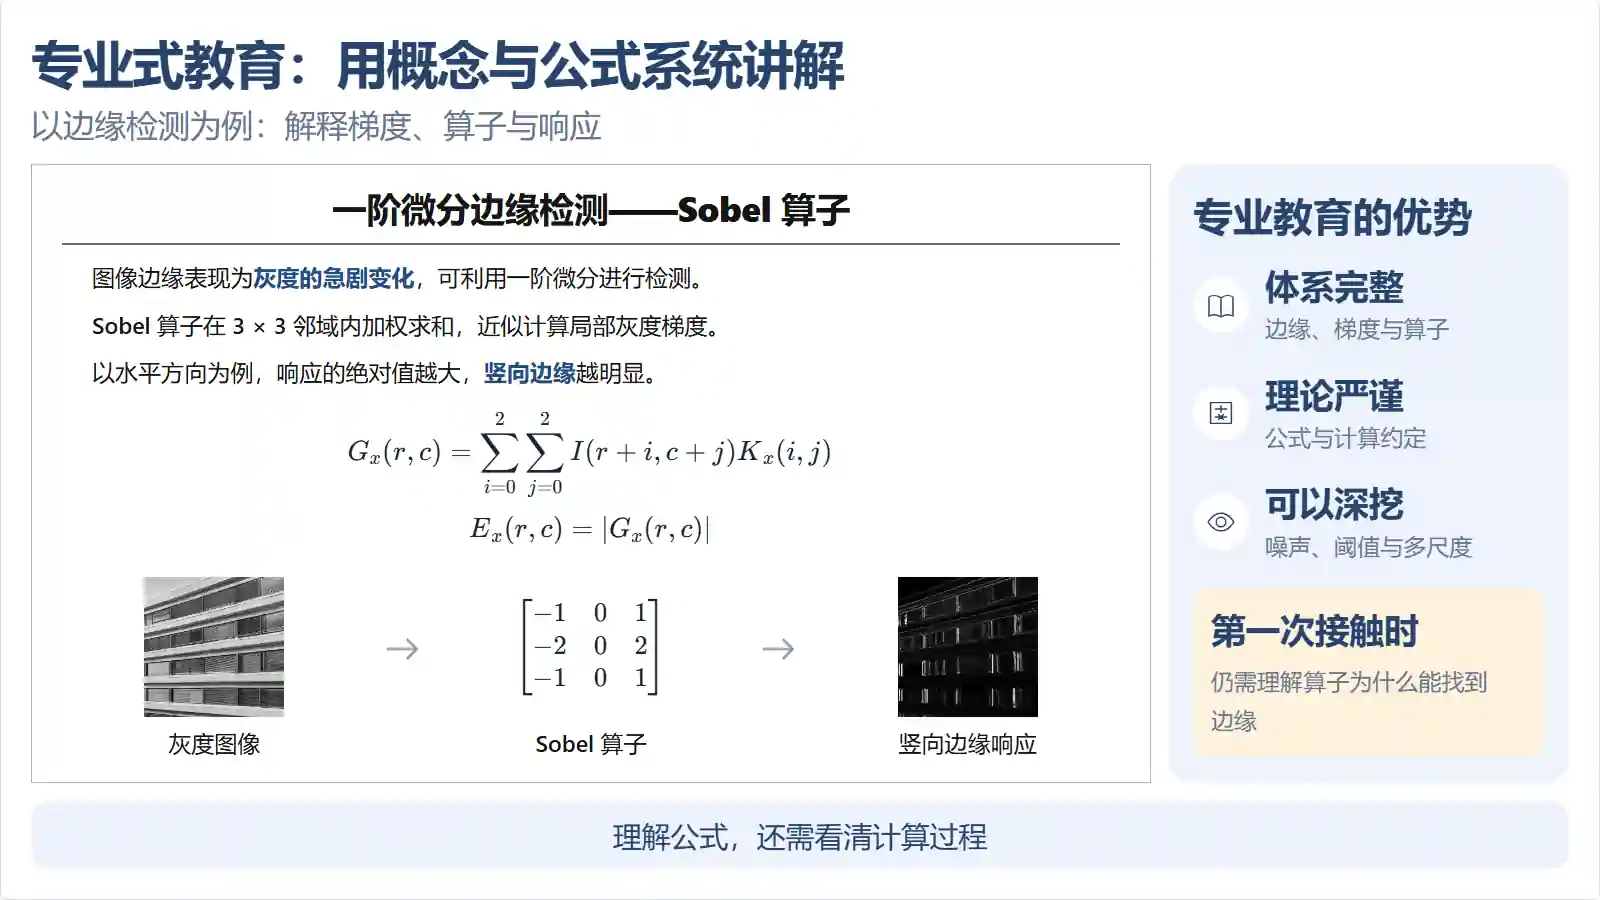 专业式教育：用概念与公式系统讲解
以边缘检测为例：解释梯度、算子与响应
一阶微分边缘检测——Sobel 算子
图像边缘表现为灰度的急剧变化，可利用一阶微分进行检测。
Sobel 算子在 3 × 3 邻域内加权求和，近似计算局部灰度梯度。
以水平方向为例，响应的绝对值越大，竖向边缘越明显。
G_x(r, c) = \sum_{i=0}^{2} \sum_{j=0}^{2} I(r + i, c + j)K_x(i, j)
E_x(r, c) = |G_x(r, c)|
−1 0 1
−2 0 2
−1 0 1
灰度图像
Sobel 算子
竖向边缘响应
专业教育的优势
体系完整
边缘、梯度与算子
理论严谨
公式与计算约定
可以深挖
噪声、阈值与多尺度
第一次接触时
仍需理解算子为什么能找到
边缘
理解公式，还需看清计算过程